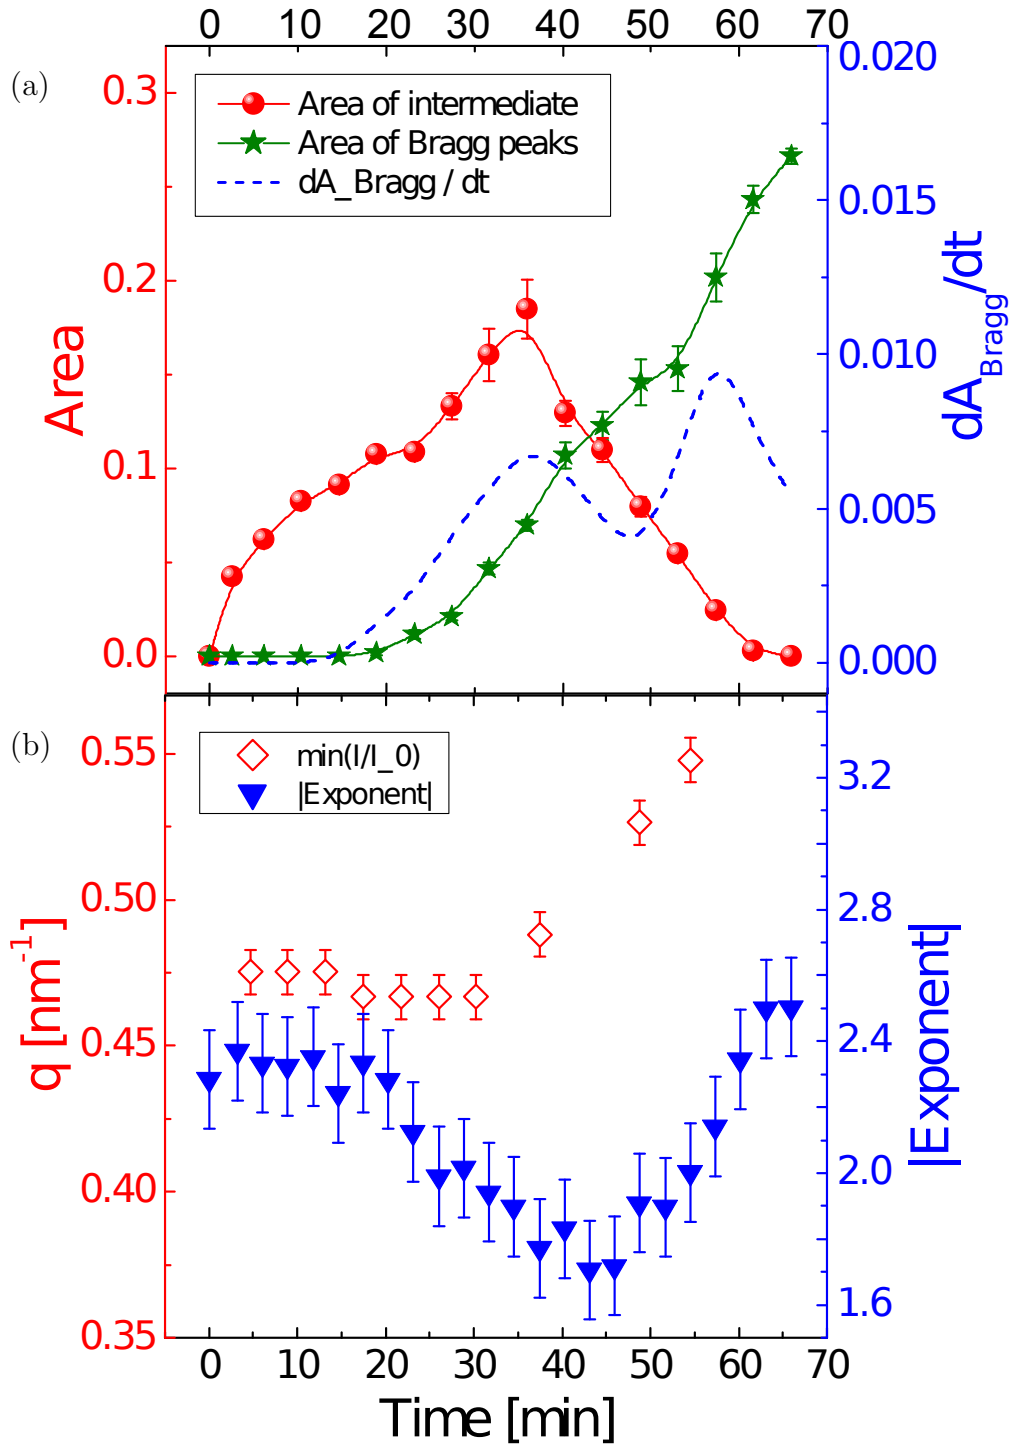 0 10 20 30 40 50 60 70
(a)
Area of intermediate
Area of Bragg peaks
dA_Bragg / dt
0.3
0.2
0.1
0.0
Area
0.020
0.015
0.010
0.005
0.000
dA_Bragg/dt
(b)
min(I/I_0)
|Exponent|
0.55
0.50
0.45
0.40
0.35
q [nm⁻¹]
3.2
2.8
2.4
2.0
1.6
|Exponent|
0 10 20 30 40 50 60 70
Time [min]